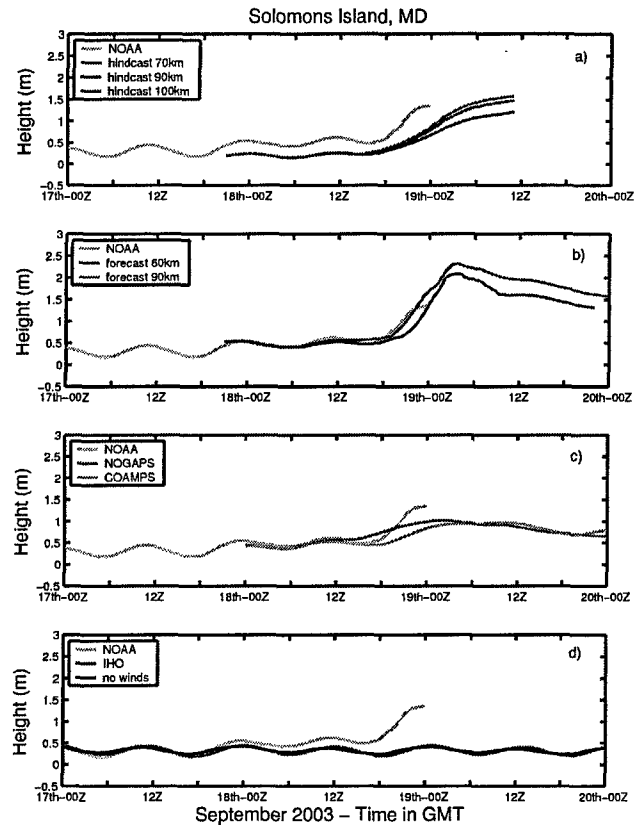 Solomons Island, MD
3
2.5
2
1.5
1
0.5
0
−0.5
Height (m)
NOAA
hindcast 70km
hindcast 90km
hindcast 100km
a)
17th−00Z 12Z 18th−00Z 12Z 19th−00Z 12Z 20th−00Z
3
2.5
2
1.5
1
0.5
0
−0.5
Height (m)
NOAA
forecast 60km
forecast 90km
b)
17th−00Z 12Z 18th−00Z 12Z 19th−00Z 12Z 20th−00Z
3
2.5
2
1.5
1
0.5
0
−0.5
Height (m)
NOAA
NOGAPS
COAMPS
c)
17th−00Z 12Z 18th−00Z 12Z 19th−00Z 12Z 20th−00Z
3
2.5
2
1.5
1
0.5
0
−0.5
Height (m)
NOAA
IHO
no winds
d)
17th−00Z 12Z 18th−00Z 12Z 19th−00Z 12Z 20th−00Z
September 2003 − Time in GMT